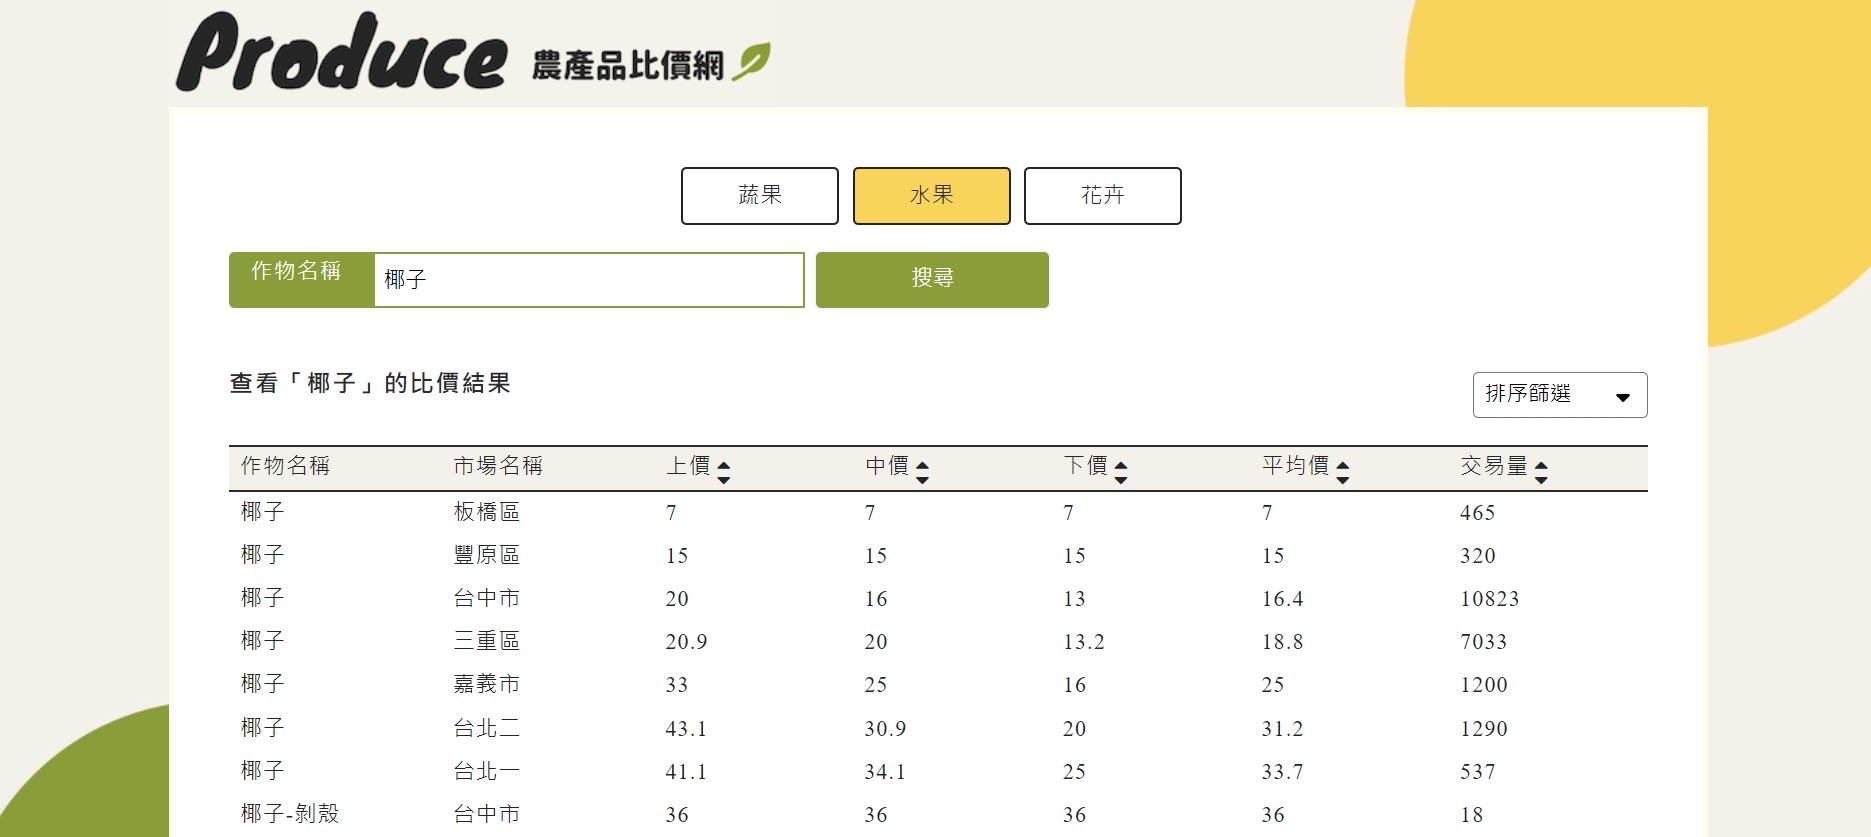 Produce 農產品比價網
蔬果 水果 花卉
作物名稱 椰子 搜尋
查看「椰子」的比價結果
排序篩選
作物名稱 市場名稱 上價 中價 下價 平均價 交易量
椰子 板橋區 7 7 7 7 465
椰子 豐原區 15 15 15 15 320
椰子 台中市 20 16 13 16.4 10823
椰子 三重區 20.9 20 13.2 18.8 7033
椰子 嘉義市 33 25 16 25 1200
椰子 台北二 43.1 30.9 20 31.2 1290
椰子 台北一 41.1 34.1 25 33.7 537
椰子-剝殼 台中市 36 36 36 36 18